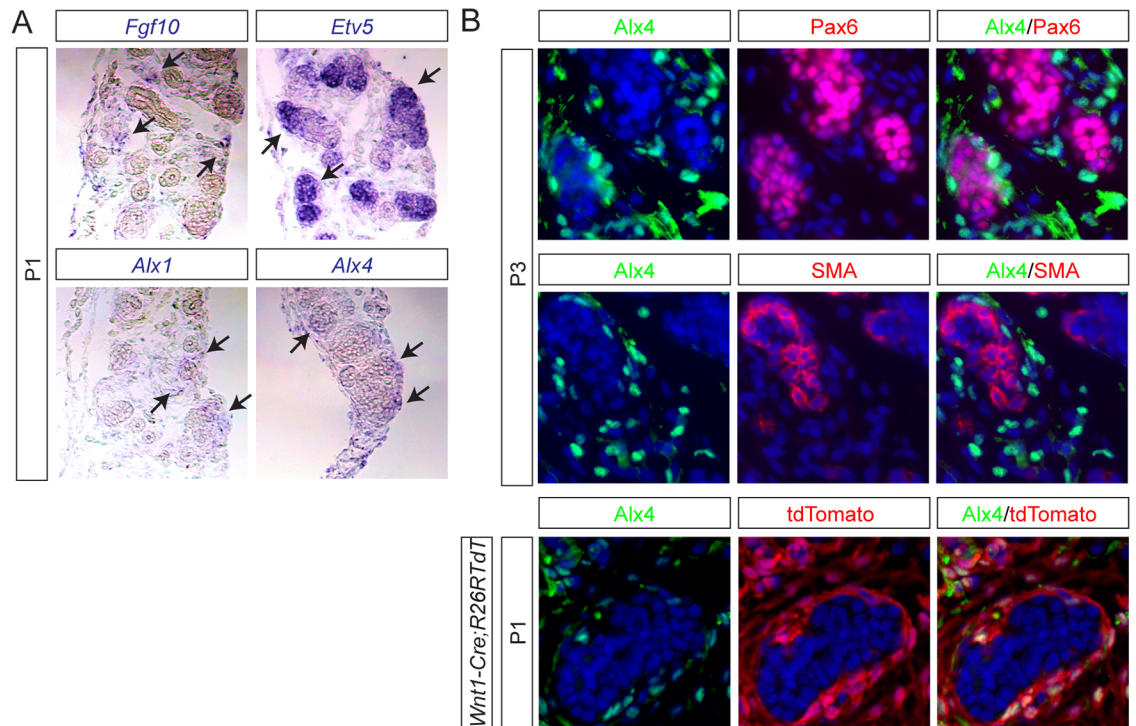 A
Fgf10
Etv5
P1
Alx1
Alx4
B
Alx4
Pax6
Alx4/Pax6
P3
Alx4
SMA
Alx4/SMA
Alx4
tdTomato
Alx4/tdTomato
Wnt1-Cre;R26RTdT
P1